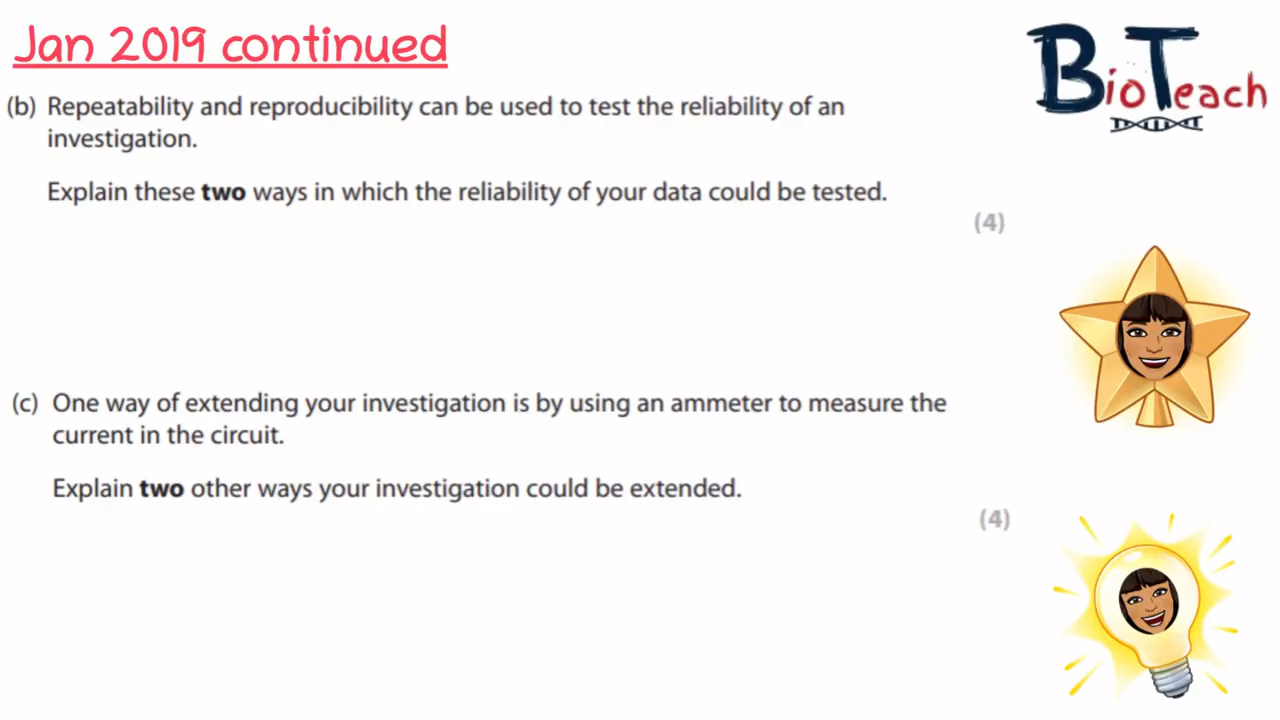 Jan 2019 continued
BioTeach
(b) Repeatability and reproducibility can be used to test the reliability of an
investigation.
Explain these two ways in which the reliability of your data could be tested.
(4)
(c) One way of extending your investigation is by using an ammeter to measure the
current in the circuit.
Explain two other ways your investigation could be extended.
(4)